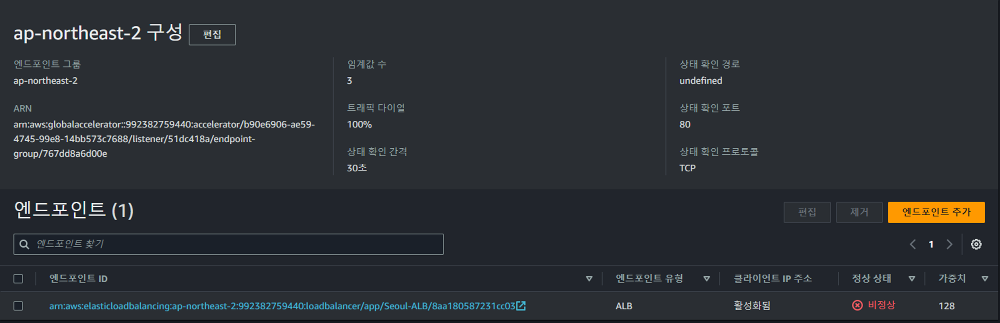 ap-northeast-2 구성 편집
엔드포인트 그룹
ap-northeast-2
ARN
arn:aws:globalaccelerator::992382759440:accelerator/b90e6906-ae59-
4745-99e8-14bb573c7688/listener/51dc418a/endpoint-
group/767dd8a6d00e
임계값 수
3
트래픽 다이얼
100%
상태 확인 간격
30초
상태 확인 경로
undefined
상태 확인 포트
80
상태 확인 프로토콜
TCP
엔드포인트 (1)
편집 제거 엔드포인트 추가
엔드포인트 찾기
1
엔드포인트 ID 엔드포인트 유형 클라이언트 IP 주소 정상 상태 가중치
arn:aws:elasticloadbalancing:ap-northeast-2:992382759440:loadbalancer/app/Seoul-ALB/8aa180587231cc03 ALB 활성화됨 비정상 128